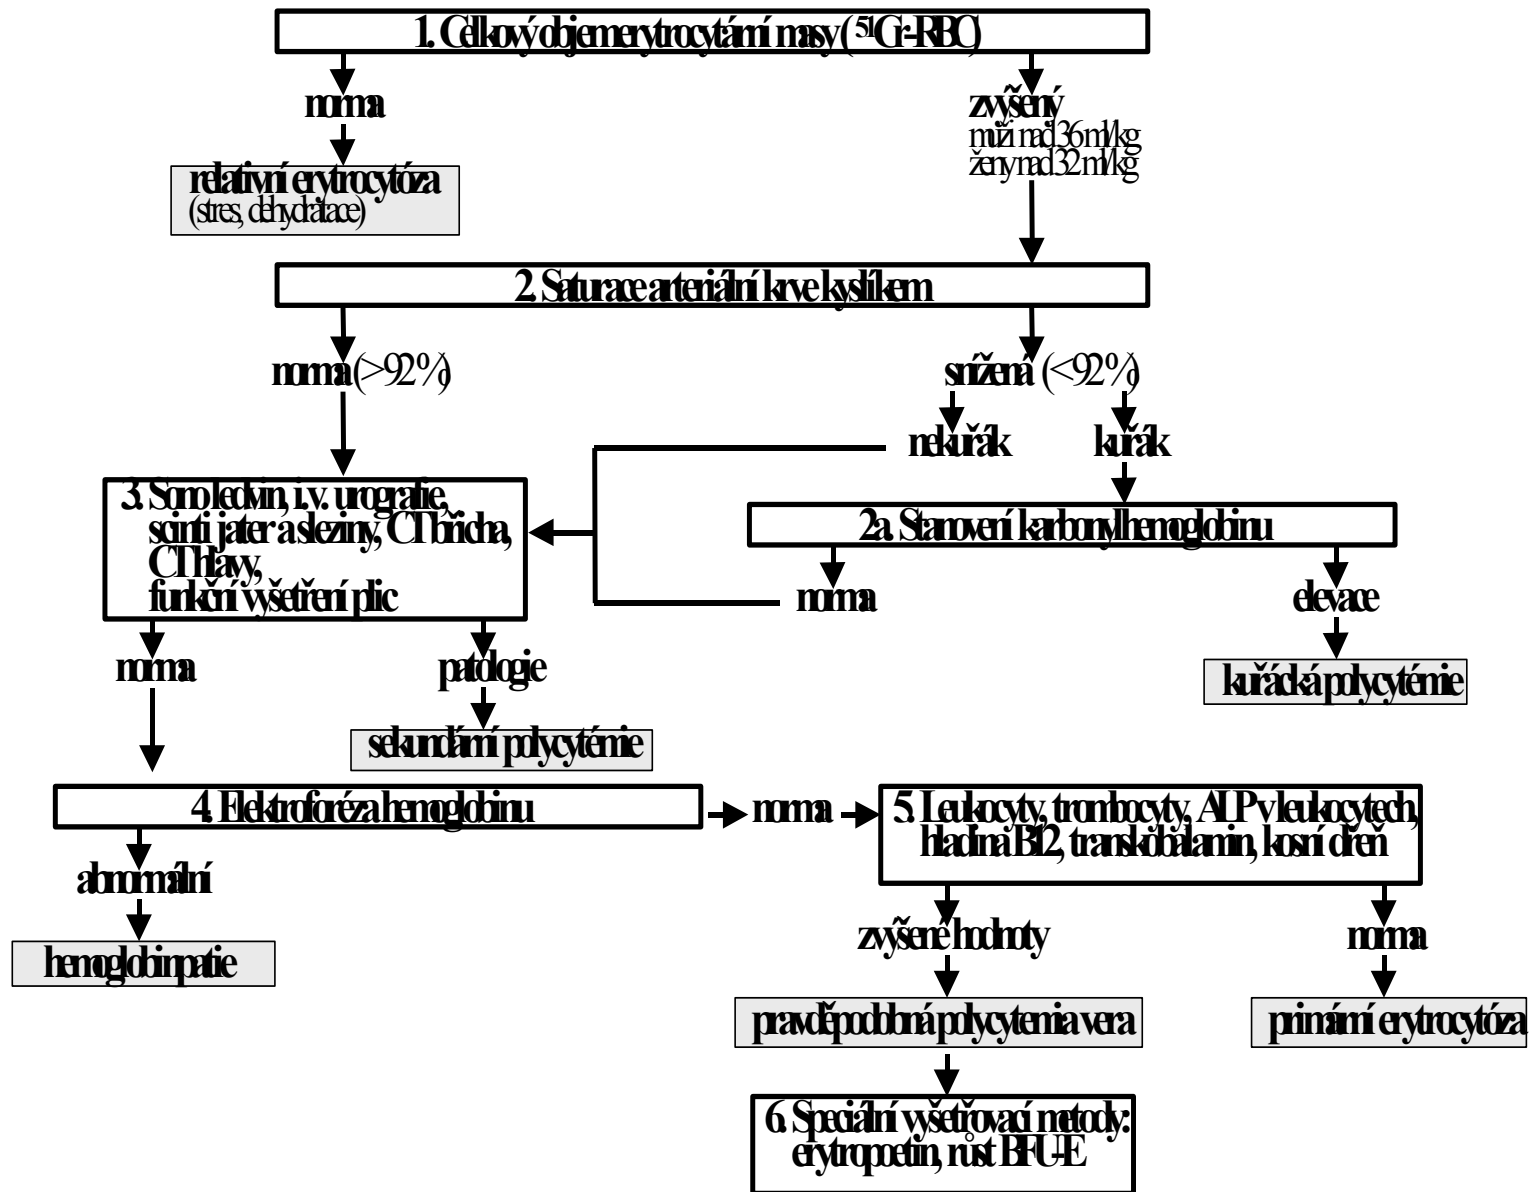 1. Celkový objem erytrocytární masy ( ⁵¹Cr-RBC)
norma
zvýšený
muži nad 36 ml/kg
ženy nad 32 ml/kg
relativní erytrocytóza
(stres, dehydratace)
2. Saturace arteriální krve kyslíkem
norma (>92%)
snížená (<92%)
nekuřák
kuřák
3. Sono ledvin, i.v. urografie,
scinti jater a sleziny, CT břicha,
CT hlavy,
funkční vyšetření plic
2a. Stanovení karbonylhemoglobinu
norma
elevace
norma
patologie
kuřácká polycytémie
sekundární polycytémie
4. Elektroforéza hemoglobinu
norma
5. Leukocyty, trombocyty, ALP v leukocytech,
hladina B12, transkobalamin, kosní dřeň
abnormální
zvýšené hodnoty
norma
hemoglobinpatie
pravděpodobná polycytemia vera
primární erytrocytóza
6. Speciální vyšetřovací metody:
erytropoetin, růst BFU-E